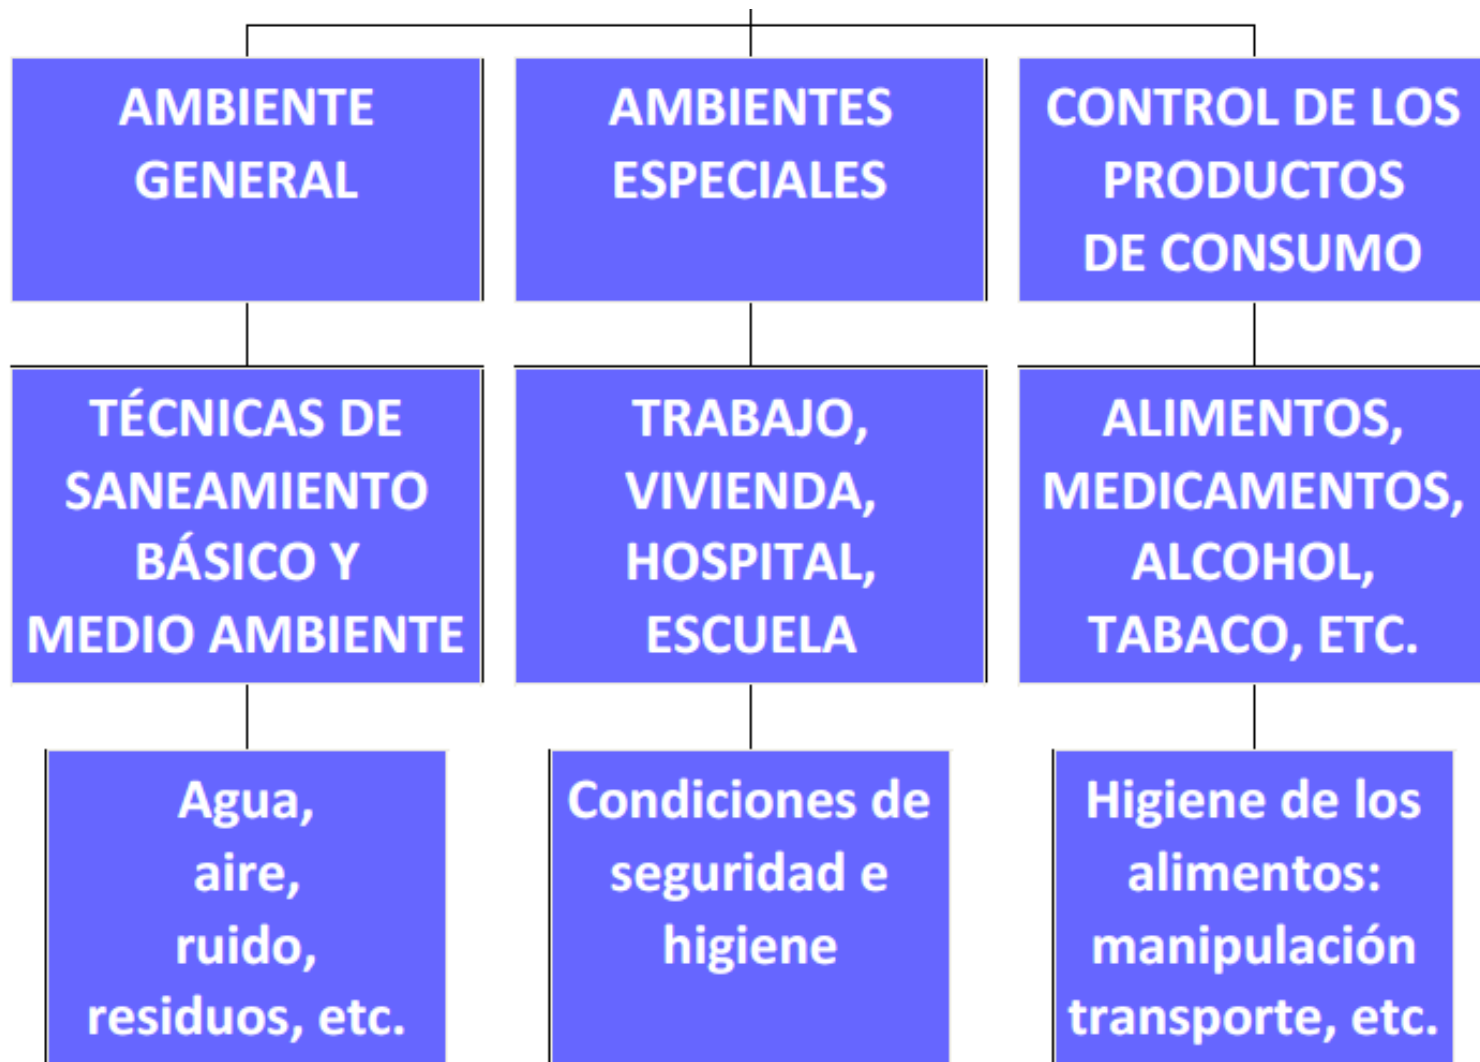 AMBIENTE
GENERAL
AMBIENTES
ESPECIALES
CONTROL DE LOS
PRODUCTOS
DE CONSUMO
TÉCNICAS DE
SANEAMIENTO
BÁSICO Y
MEDIO AMBIENTE
TRABAJO,
VIVIENDA,
HOSPITAL,
ESCUELA
ALIMENTOS,
MEDICAMENTOS,
ALCOHOL,
TABACO, ETC.
Agua,
aire,
ruido,
residuos, etc.
Condiciones de
seguridad e
higiene
Higiene de los
alimentos:
manipulación
transporte, etc.